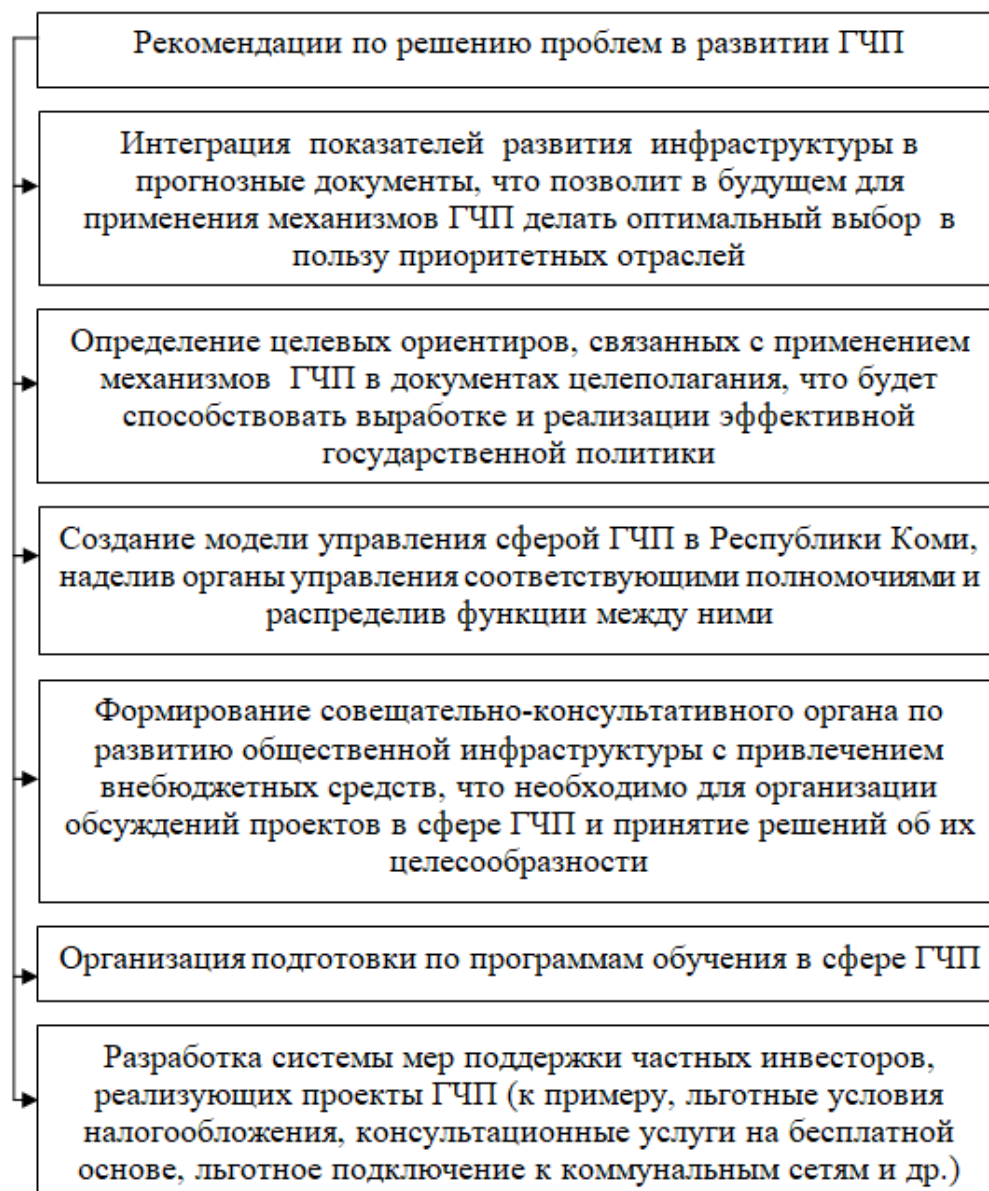 Рекомендации по решению проблем в развитии ГЧП
Интеграция показателей развития инфраструктуры в
прогнозные документы, что позволит в будущем для
применения механизмов ГЧП делать оптимальный выбор в
пользу приоритетных отраслей
Определение целевых ориентиров, связанных с применением
механизмов ГЧП в документах целеполагания, что будет
способствовать выработке и реализации эффективной
государственной политики
Создание модели управления сферой ГЧП в Республики Коми,
наделив органы управления соответствующими полномочиями и
распределив функции между ними
Формирование совещательно-консультативного органа по
развитию общественной инфраструктуры с привлечением
внебюджетных средств, что необходимо для организации
обсуждений проектов в сфере ГЧП и принятие решений об их
целесообразности
Организация подготовки по программам обучения в сфере ГЧП
Разработка системы мер поддержки частных инвесторов,
реализующих проекты ГЧП (к примеру, льготные условия
налогообложения, консультационные услуги на бесплатной
основе, льготное подключение к коммунальным сетям и др.)